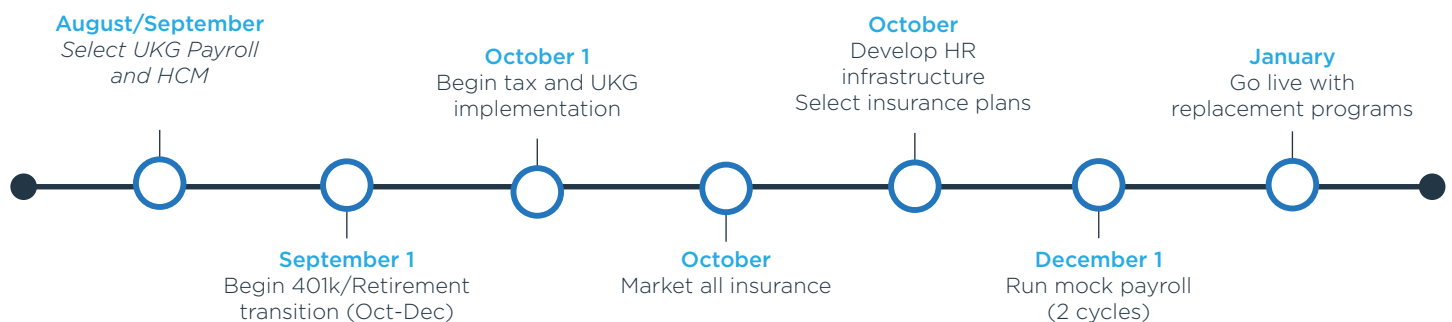 August/September
Select UKG Payroll
and HCM
September 1
Begin 401k/Retirement
transition (Oct-Dec)
October 1
Begin tax and UKG
implementation
October
Market all insurance
October
Develop HR
infrastructure
Select insurance plans
December 1
Run mock payroll
(2 cycles)
January
Go live with
replacement programs